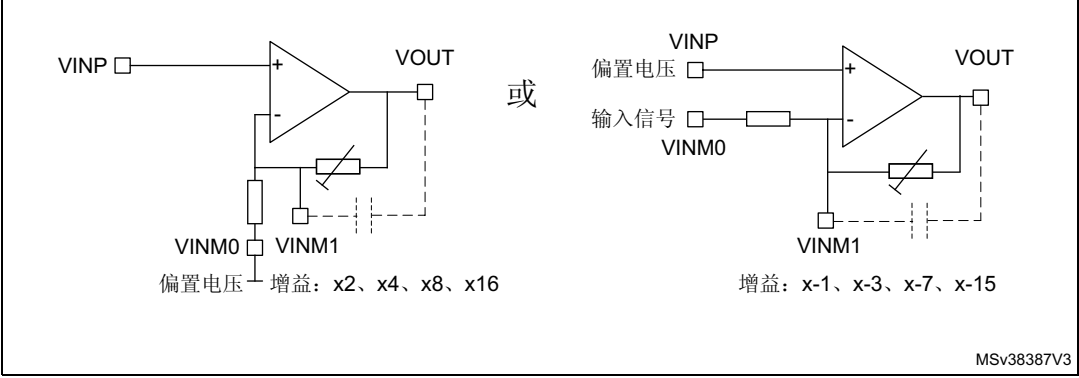 VINP
+
VOUT
-
VINM0
VINM1
偏置电压
增益：x2、x4、x8、x16
或
VINP
偏置电压
+
VOUT
输入信号
-
VINM0
VINM1
增益：x-1、x-3、x-7、x-15
MSv38387V3